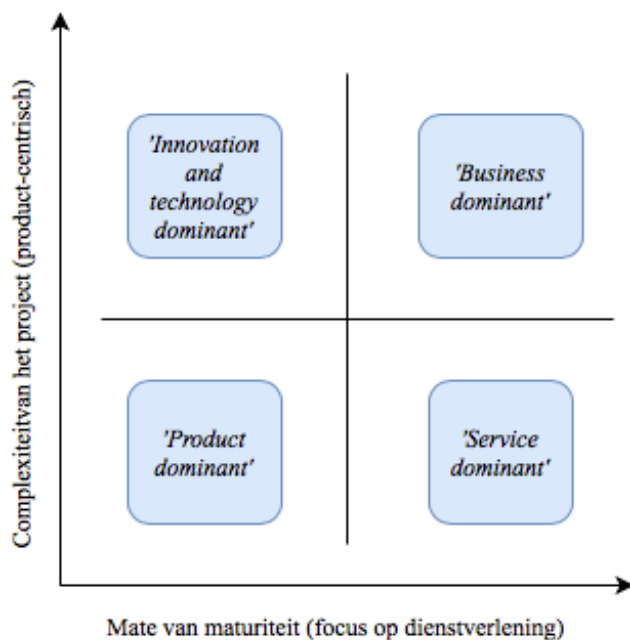 Complexiteitvan het project (product-centrisch)
'Innovation
and
technology
dominant'
'Business
dominant'
'Product
dominant'
'Service
dominant'
Mate van maturiteit (focus op dienstverlening)